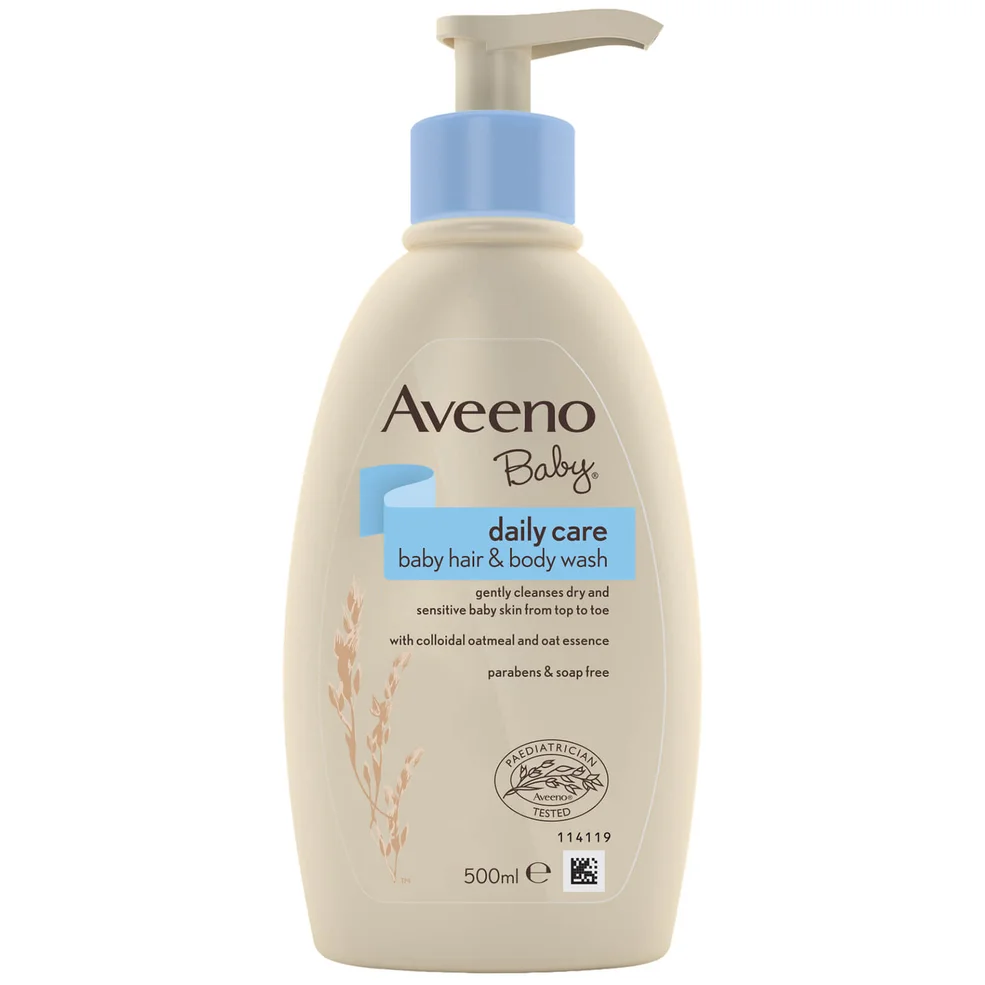 Aveeno
Baby®
daily care
baby hair & body wash
gently cleanses dry and
sensitive baby skin from top to toe
with colloidal oatmeal and oat essence
parabens & soap free
PAEDIATRICIAN
Aveeno®
TESTED
114119
500ml ℮
TM